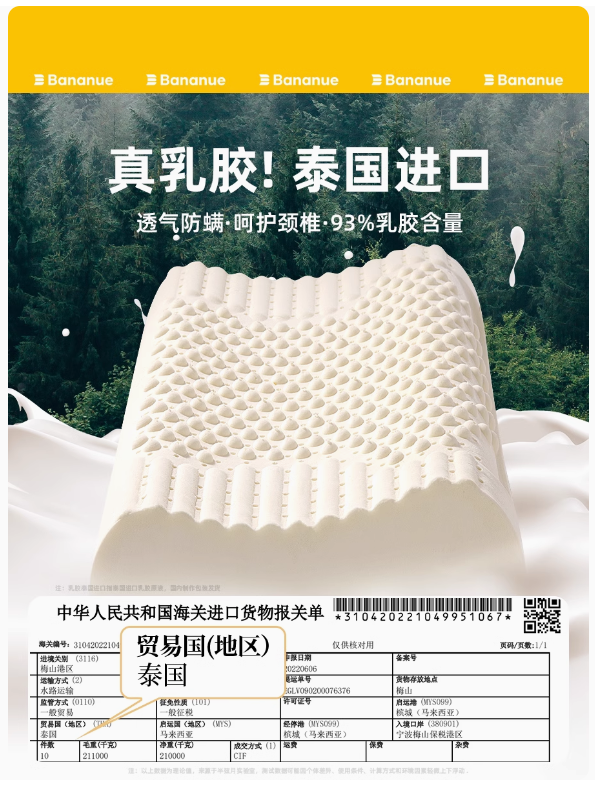 Bananue Bananue Bananue Bananue Bananue
真乳胶! 泰国进口
透气防螨·呵护颈椎·93%乳胶含量
中华人民共和国海关进口货物报关单
*310420221049951067*
海关编号: 31042022104
仅供核对用
页码/页数:1/1
贸易国(地区)
泰国
进境关别 (3116)
梅山港区
申报日期
20220606
备案号
运输方式 (2)
水路运输
提运单号
EGLV090200076376
货物存放地点
梅山
监管方式 (0110)
一般贸易
征免性质 (101)
一般征税
许可证号
启运港 (MYS099)
槟城（马来西亚）
贸易国（地区）
泰国
启运国（地区） (MYS)
马来西亚
经停港 (MYS099)
槟城（马来西亚）
入境口岸 (380901)
宁波梅山保税港区
件数
10
毛重(千克)
211000
净重(千克)
210000
成交方式 (1)
CIF
运费
保费
杂费